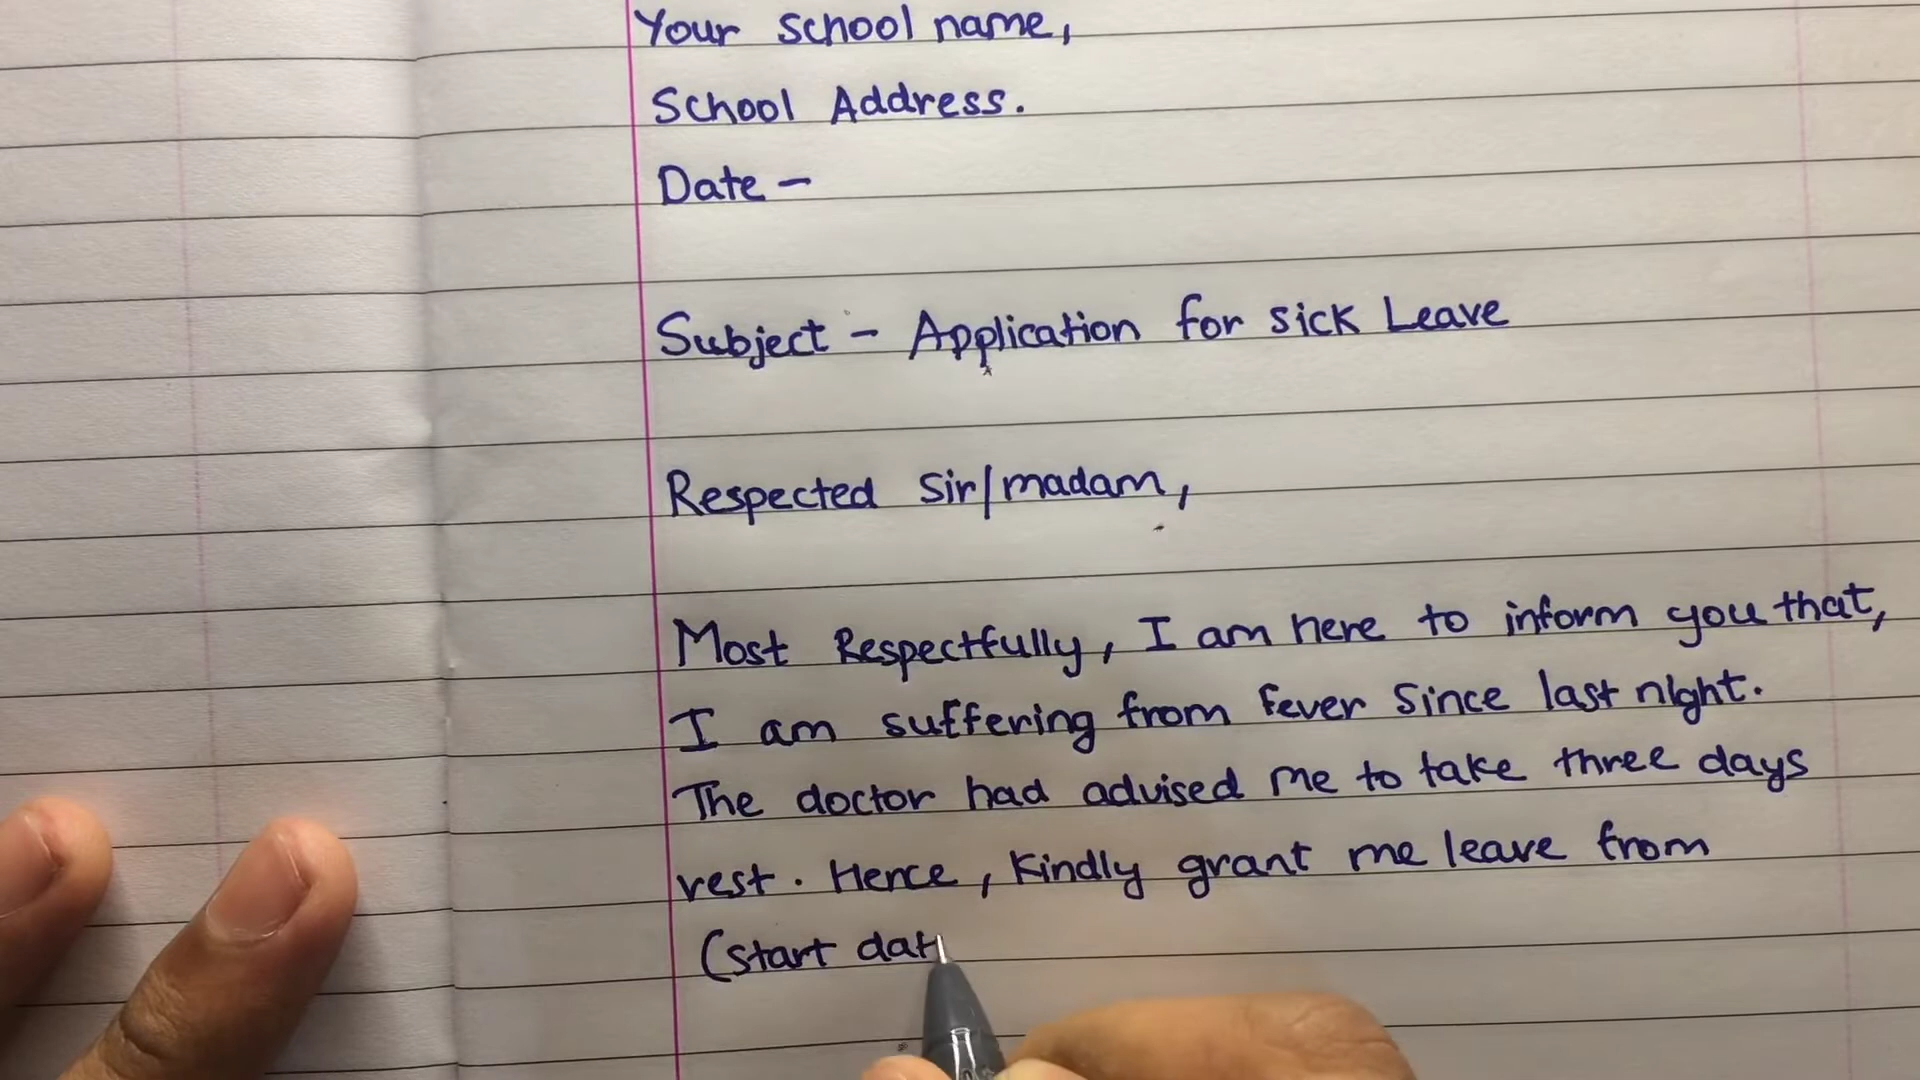 Your school name,
School Address.
Date -
Subject - Application for sick Leave
Respected Sir/madam,
Most Respectfully, I am here to inform you that,
I am suffering from fever since last night.
The doctor had advised me to take three days
rest. Hence, kindly grant me leave from
(start dat